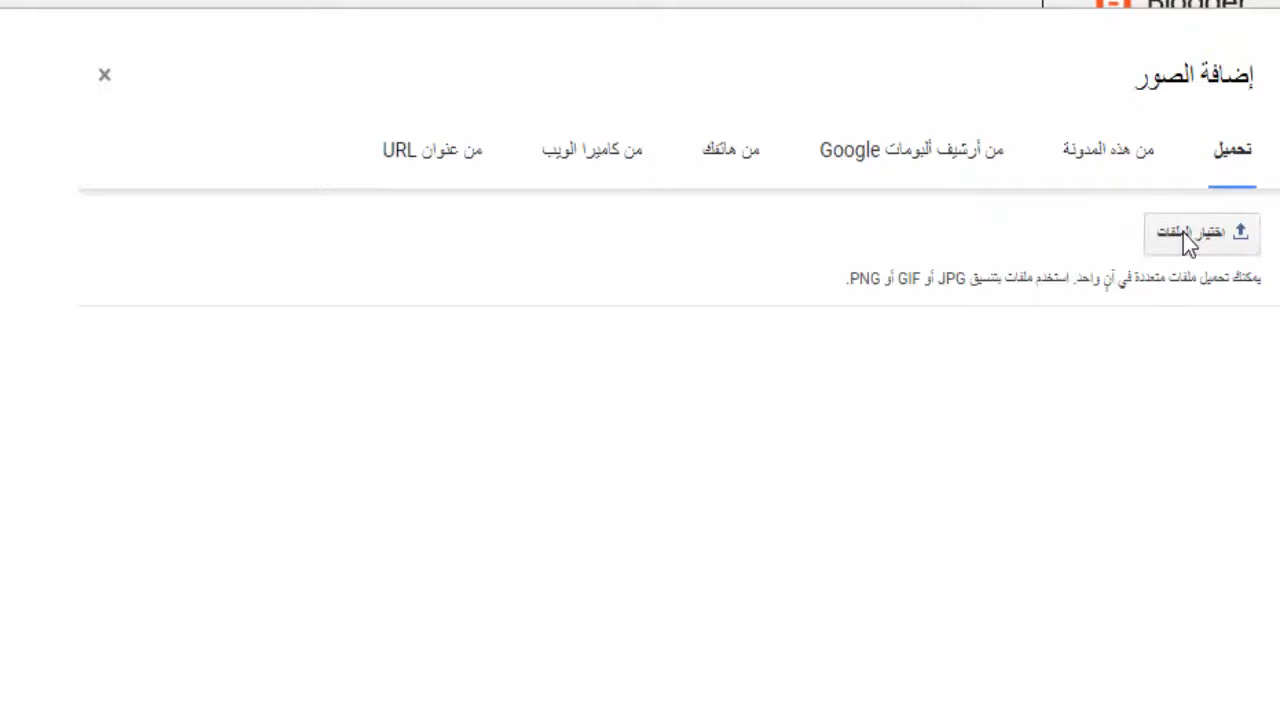 Blogger
إضافة الصور
×
تحميل من هذه المدونة من أرشيف ألبومات Google من هاتفك من كاميرا الويب من عنوان URL
اختيار الملفات
يمكنك تحميل ملفات متعددة في آنٍ واحد. استخدم ملفات بتنسيق JPG أو GIF أو PNG.